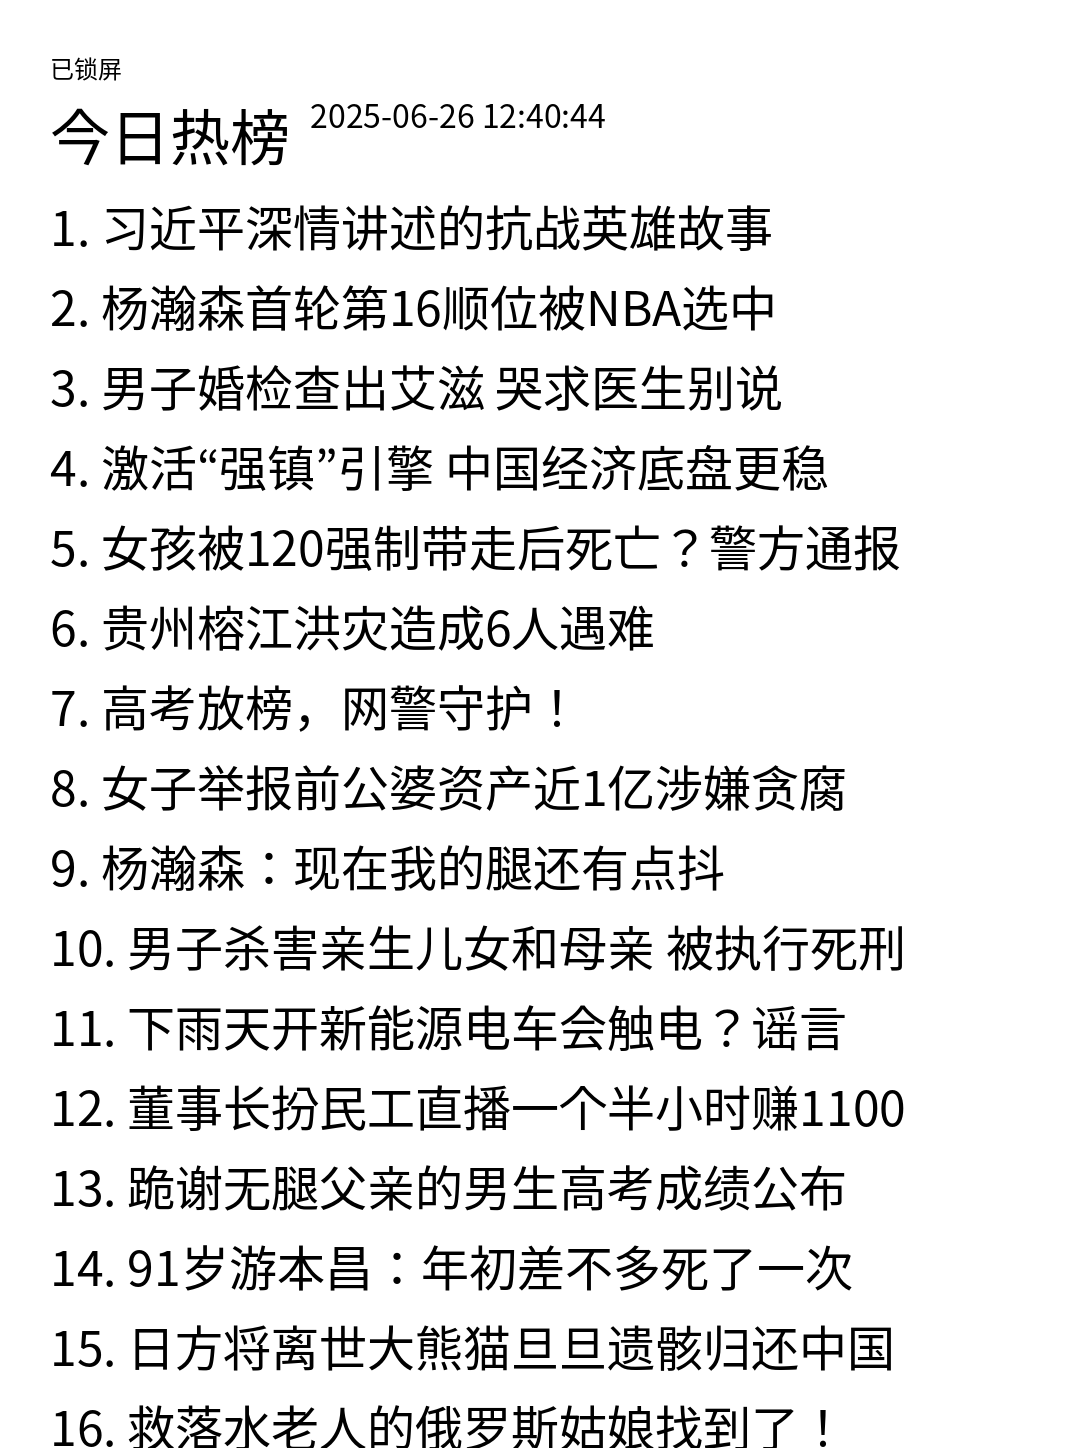 已锁屏
今日热榜 2025-06-26 12:40:44
1. 习近平深情讲述的抗战英雄故事
2. 杨瀚森首轮第16顺位被NBA选中
3. 男子婚检查出艾滋 哭求医生别说
4. 激活“强镇”引擎 中国经济底盘更稳
5. 女孩被120强制带走后死亡？警方通报
6. 贵州榕江洪灾造成6人遇难
7. 高考放榜，网警守护！
8. 女子举报前公婆资产近1亿涉嫌贪腐
9. 杨瀚森：现在我的腿还有点抖
10. 男子杀害亲生儿女和母亲 被执行死刑
11. 下雨天开新能源电车会触电？谣言
12. 董事长扮民工直播一个半小时赚1100
13. 跪谢无腿父亲的男生高考成绩公布
14. 91岁游本昌：年初差不多死了一次
15. 日方将离世大熊猫旦旦遗骸归还中国
16. 救落水老人的俄罗斯姑娘找到了！